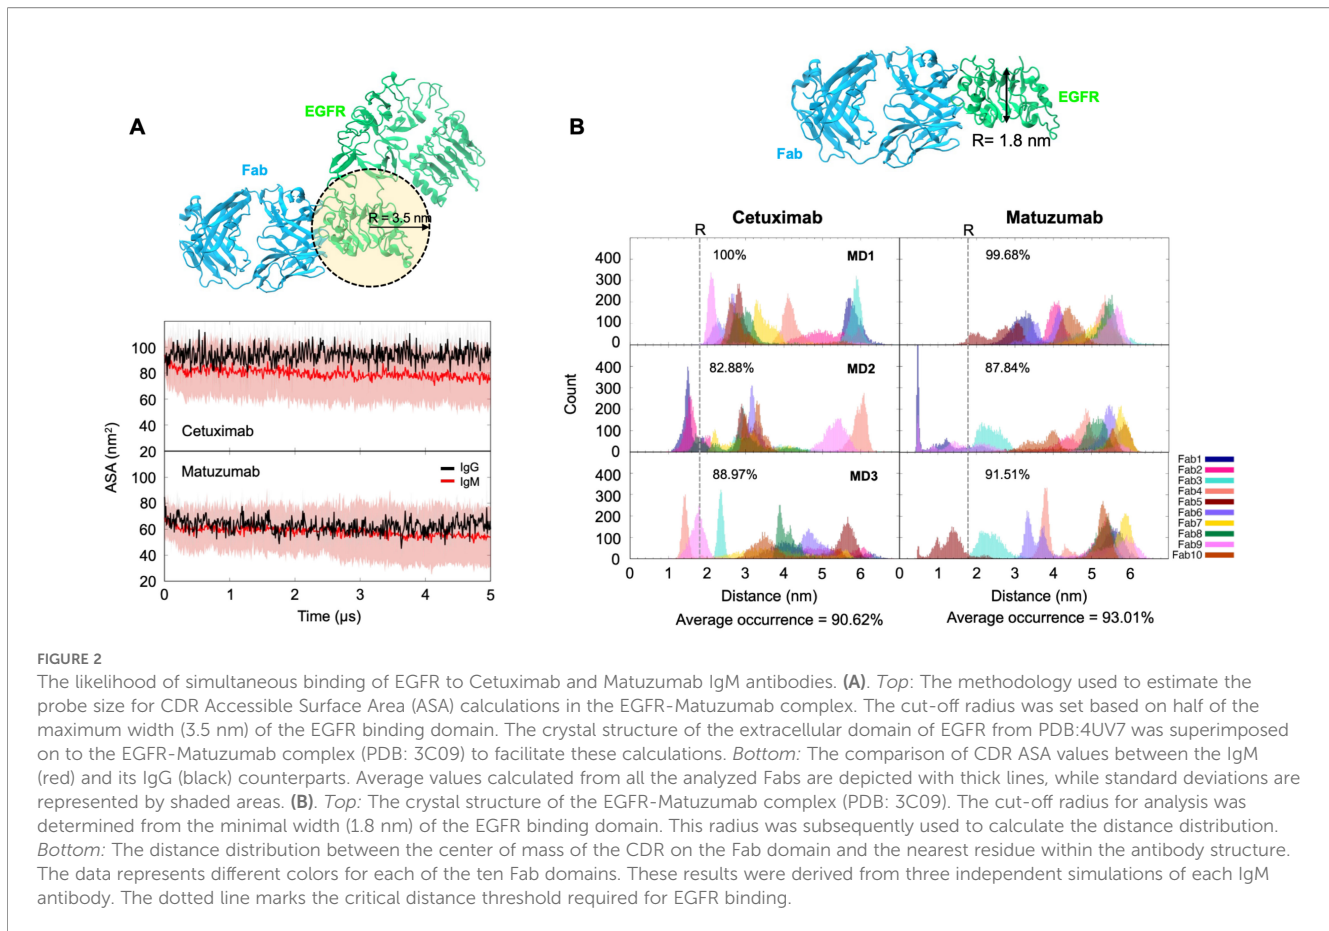 A
EGFR
Fab
R = 3.5 nm
ASA (nm²)
100
80
60
40
20
Cetuximab
100
80
60
40
20
Matuzumab
IgG
IgM
0 1 2 3 4 5
Time (µs)
B
EGFR
Fab
R= 1.8 nm
Cetuximab Matuzumab
R R
Count
400
300
200
100
0
100% MD1 99.68%
400
300
200
100
0
82.88% MD2 87.84%
400
300
200
100
0
88.97% MD3 91.51%
Fab1
Fab2
Fab3
Fab4
Fab5
Fab6
Fab7
Fab8
Fab9
Fab10
0 1 2 3 4 5 6 0 1 2 3 4 5 6
Distance (nm) Distance (nm)
Average occurrence = 90.62% Average occurrence = 93.01%
FIGURE 2
The likelihood of simultaneous binding of EGFR to Cetuximab and Matuzumab IgM antibodies. (A). Top: The methodology used to estimate the
probe size for CDR Accessible Surface Area (ASA) calculations in the EGFR-Matuzumab complex. The cut-off radius was set based on half of the
maximum width (3.5 nm) of the EGFR binding domain. The crystal structure of the extracellular domain of EGFR from PDB:4UV7 was superimposed
on to the EGFR-Matuzumab complex (PDB: 3C09) to facilitate these calculations. Bottom: The comparison of CDR ASA values between the IgM
(red) and its IgG (black) counterparts. Average values calculated from all the analyzed Fabs are depicted with thick lines, while standard deviations are
represented by shaded areas. (B). Top: The crystal structure of the EGFR-Matuzumab complex (PDB: 3C09). The cut-off radius for analysis was
determined from the minimal width (1.8 nm) of the EGFR binding domain. This radius was subsequently used to calculate the distance distribution.
Bottom: The distance distribution between the center of mass of the CDR on the Fab domain and the nearest residue within the antibody structure.
The data represents different colors for each of the ten Fab domains. These results were derived from three independent simulations of each IgM
antibody. The dotted line marks the critical distance threshold required for EGFR binding.